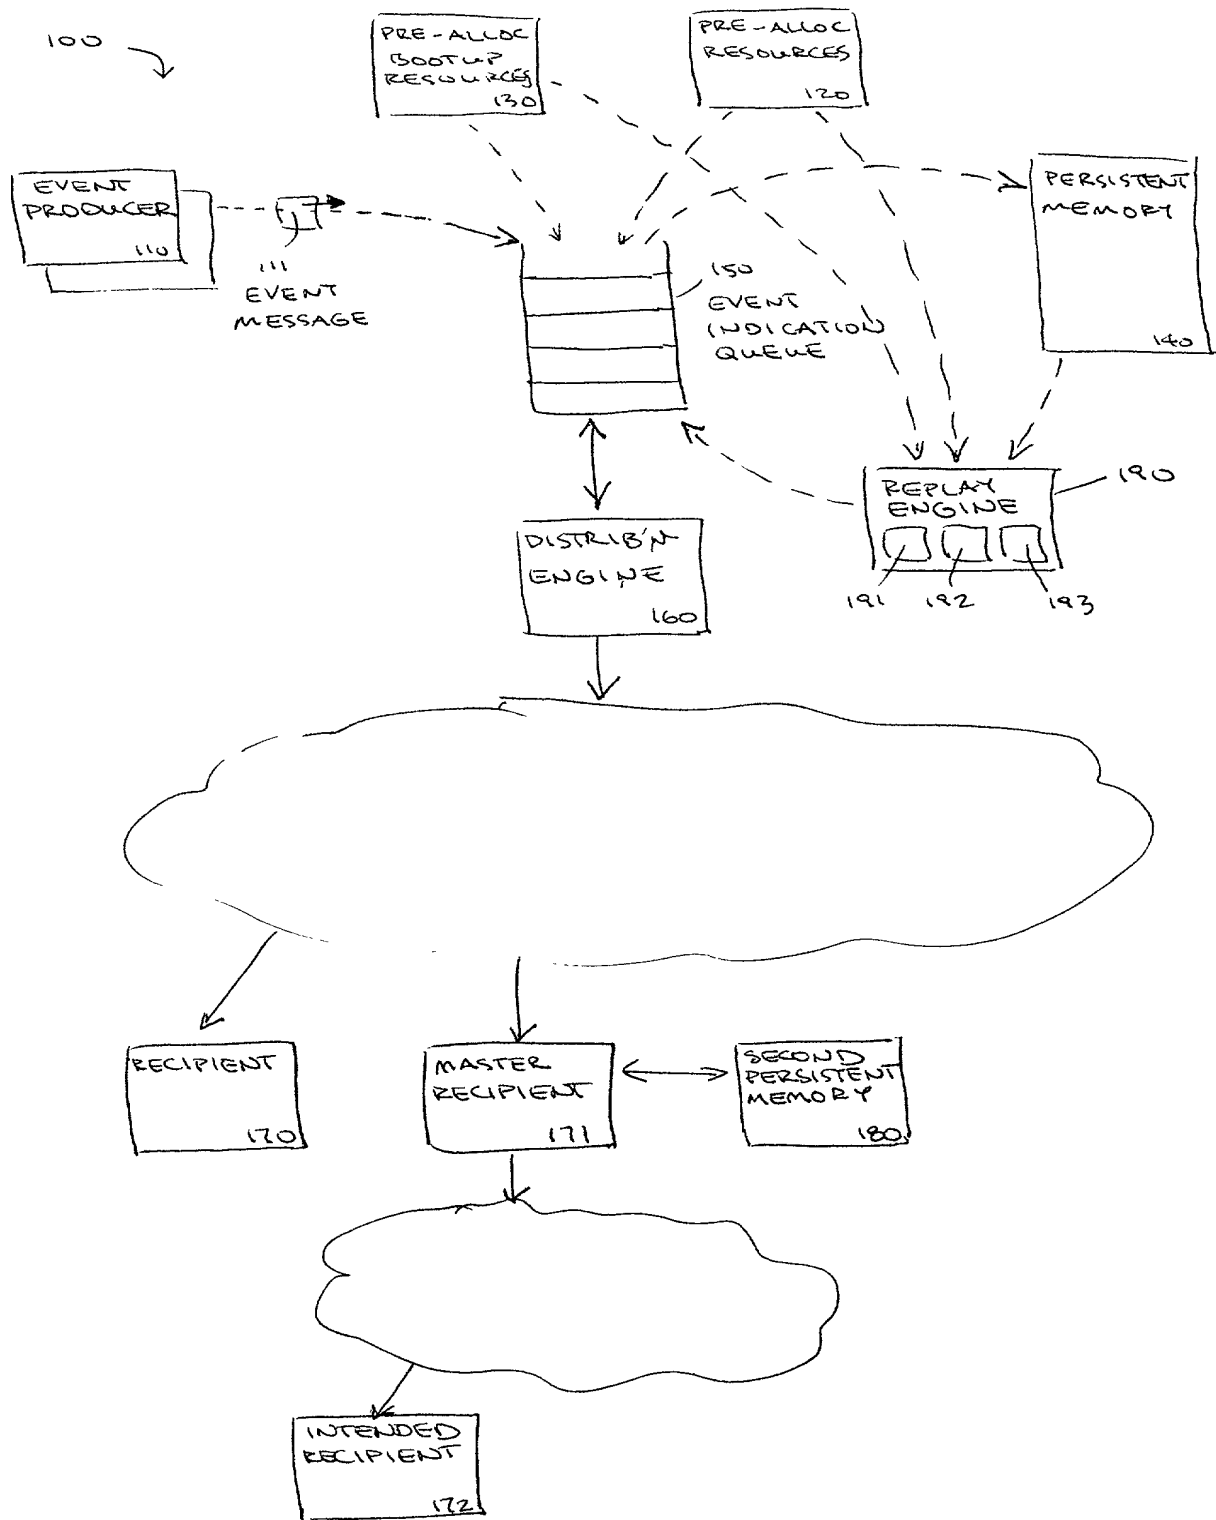 100
PRE-ALLOC
BOOTUP
RESOURCES
130
PRE-ALLOC
RESOURCES
120
EVENT
PRODUCER
110
111
EVENT
MESSAGE
150
EVENT
INDICATION
QUEUE
PERSISTENT
MEMORY
140
REPLAY
ENGINE
190
191
192
193
DISTRIB'N
ENGINE
160
RECIPIENT
170
MASTER
RECIPIENT
171
SECOND
PERSISTENT
MEMORY
180
INTENDED
RECIPIENT
172